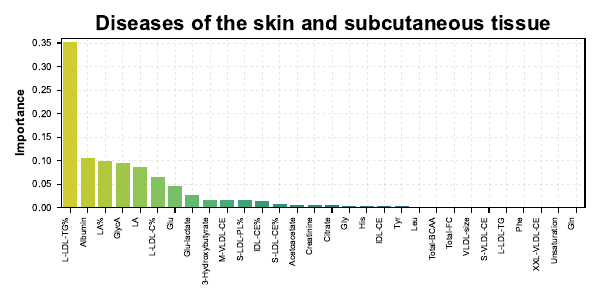 Diseases of the skin and subcutaneous tissue
Importance
0.35
0.30
0.25
0.20
0.15
0.10
0.05
0.00
L-LDL-TG%
Albumin
LA%
GlycA
LA
L-LDL-C%
Glu
Glu-lactate
3-Hydroxybutyrate
M-VLDL-CE
S-LDL-PL%
IDL-CE%
S-LDL-CE%
Acetoacetate
Creatinine
Citrate
Gly
His
IDL-CE
Tyr
Leu
Total-BCAA
Total-FC
VLDL-size
S-VLDL-CE
L-LDL-TG
Phe
XXL-VLDL-CE
Unsaturation
Gln